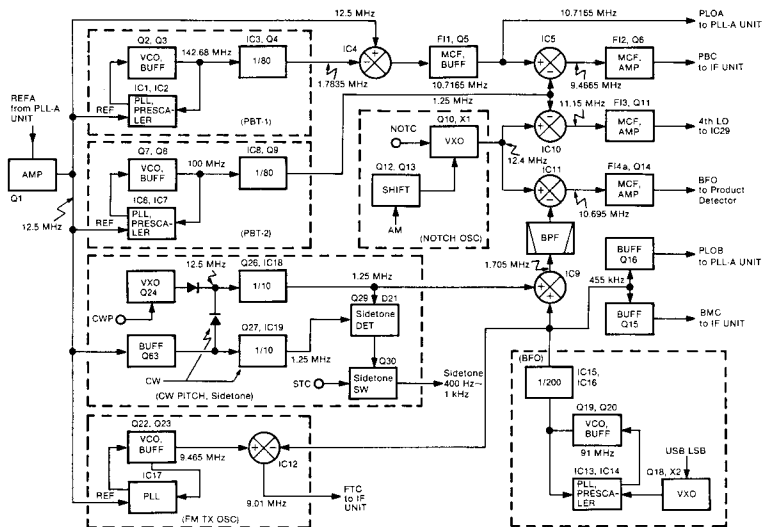 12.5 MHz
10.7165 MHz
PLOA
to PLL-A
UNIT
REFA
from PLL-A
UNIT
AMP
Q1
12.5 MHz
Q2, Q3
VCO,
BUFF
142.68 MHz
IC3, Q4
1/80
IC1, IC2
PLL,
PRESCA-
LER
REF
(PBT-1)
IC4
1.7835 MHz
FI1, Q5
MCF,
BUFF
10.7165 MHz
IC5
9.4665 MHz
FI2, Q6
MCF,
AMP
PBC
to IF UNIT
1.25 MHz
Q7, Q8
VCO,
BUFF
100 MHz
IC8, Q9
1/80
IC6, IC7
PLL,
PRESCA-
LER
REF
(PBT-2)
Q10, X1
NOTC
VXO
Q12, Q13
SHIFT
AM
(NOTCH OSC)
12.4 MHz
11.15 MHz
IC10
FI3, Q11
MCF,
AMP
4th LO
to IC29
IC11
10.695 MHz
FI4a, Q14
MCF,
AMP
BFO
to Product
Detector
BPF
1.705 MHz
IC9
455 kHz
BUFF
Q16
PLOB
to PLL-A UNIT
BUFF
Q15
BMC
to IF UNIT
VXO
Q24
CWP
12.5 MHz
Q26, IC18
1/10
1.25 MHz
BUFF
Q63
Q27, IC19
1/10
1.25 MHz
CW
Q29
D21
Sidetone
DET
Q30
STC
Sidetone
SW
Sidetone
400 Hz–
1 kHz
(CW PITCH, Sidetone)
Q22, Q23
VCO,
BUFF
9.465 MHz
IC17
PLL
REF
(FM TX OSC)
IC12
9.01 MHz
FTC
to IF
UNIT
(BFO)
1/200
IC15,
IC16
Q19, Q20
VCO,
BUFF
91 MHz
IC13, IC14
PLL,
PRESCA-
LER
USB LSB
Q18, X2
VXO